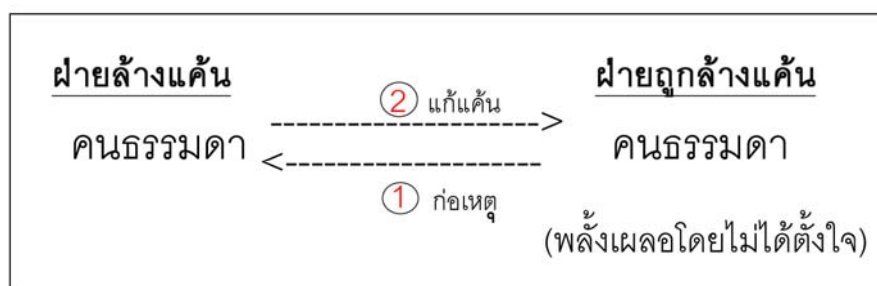 ฝ่ายล้างแค้น
ฝ่ายถูกล้างแค้น
② แก้แค้น
-------------------->
คนธรรมดา
คนธรรมดา
<-------------------
① ก่อเหตุ
(พลั้งเผลอโดยไม่ได้ตั้งใจ)